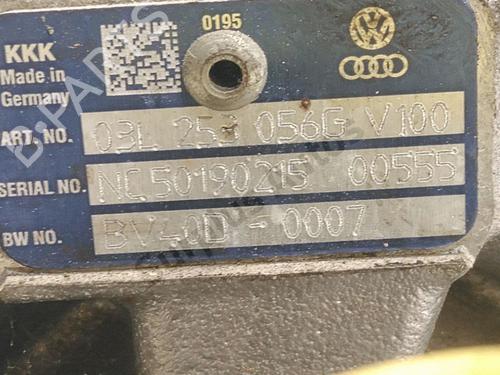 0195
KKK
Made in
Germany
ART. NO. 03L 253 056G V100
SERIAL NO. NC50190215 00555
BW NO. BV40D - 0007